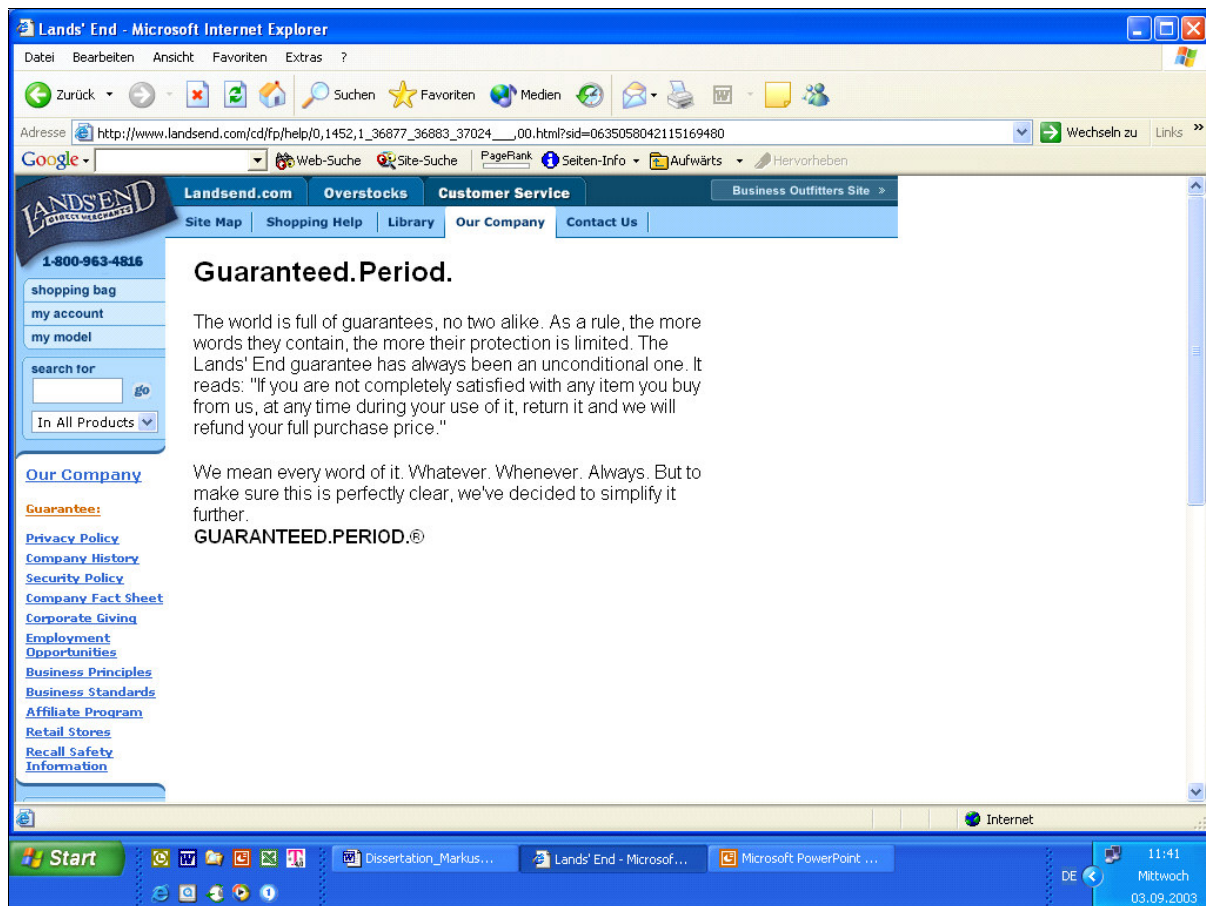 Lands' End - Microsoft Internet Explorer
Datei Bearbeiten Ansicht Favoriten Extras ?
Zurück Suchen Favoriten Medien
Adresse http://www.landsend.com/cd/fp/help/0,1452,1_36877_36883_37024___,00.html?sid=0635058042115169480 Wechseln zu Links »
Google Web-Suche Site-Suche PageRank Seiten-Info Aufwärts Hervorheben
LANDS' END
DIRECT MERCHANTS
Landsend.com Overstocks Customer Service Business Outfitters Site »
Site Map Shopping Help Library Our Company Contact Us
1-800-963-4816
shopping bag
my account
my model
search for
go
In All Products
Our Company
Guarantee:
Privacy Policy
Company History
Security Policy
Company Fact Sheet
Corporate Giving
Employment
Opportunities
Business Principles
Business Standards
Affiliate Program
Retail Stores
Recall Safety
Information
Guaranteed.Period.
The world is full of guarantees, no two alike. As a rule, the more
words they contain, the more their protection is limited. The
Lands' End guarantee has always been an unconditional one. It
reads: "If you are not completely satisfied with any item you buy
from us, at any time during your use of it, return it and we will
refund your full purchase price."
We mean every word of it. Whatever. Whenever. Always. But to
make sure this is perfectly clear, we've decided to simplify it
further.
GUARANTEED.PERIOD.®
Internet
Start Dissertation_Markus... Lands' End - Microsof... Microsoft PowerPoint ...
DE
11:41
Mittwoch
03.09.2003